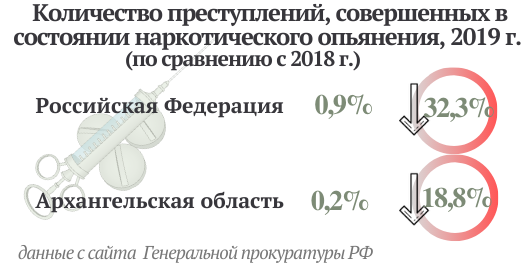 Количество преступлений, совершенных в
состоянии наркотического опьянения, 2019 г.
(по сравнению с 2018 г.)
Российская Федерация 0,9% 32,3%
Архангельская область 0,2% 18,8%
данные с сайта Генеральной прокуратуры РФ